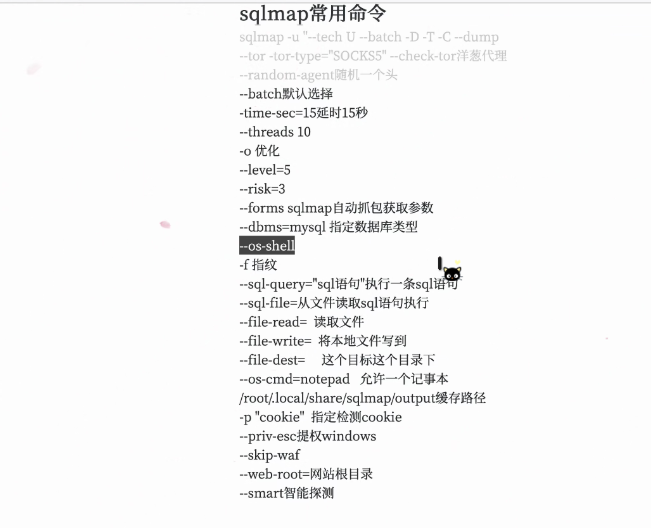 sqlmap常用命令
sqlmap -u "--tech U --batch -D -T -C --dump
--tor -tor-type="SOCKS5" --check-tor洋葱代理
--random-agent随机一个头
--batch默认选择
-time-sec=15延时15秒
--threads 10
-o 优化
--level=5
--risk=3
--forms sqlmap自动抓包获取参数
--dbms=mysql 指定数据库类型
--os-shell
-f 指纹
--sql-query="sql语句"执行一条sql语句
--sql-file=从文件读取sql语句执行
--file-read= 读取文件
--file-write= 将本地文件写到
--file-dest= 这个目标这个目录下
--os-cmd=notepad 允许一个记事本
/root/.local/share/sqlmap/output缓存路径
-p "cookie" 指定检测cookie
--priv-esc提权windows
--skip-waf
--web-root=网站根目录
--smart智能探测